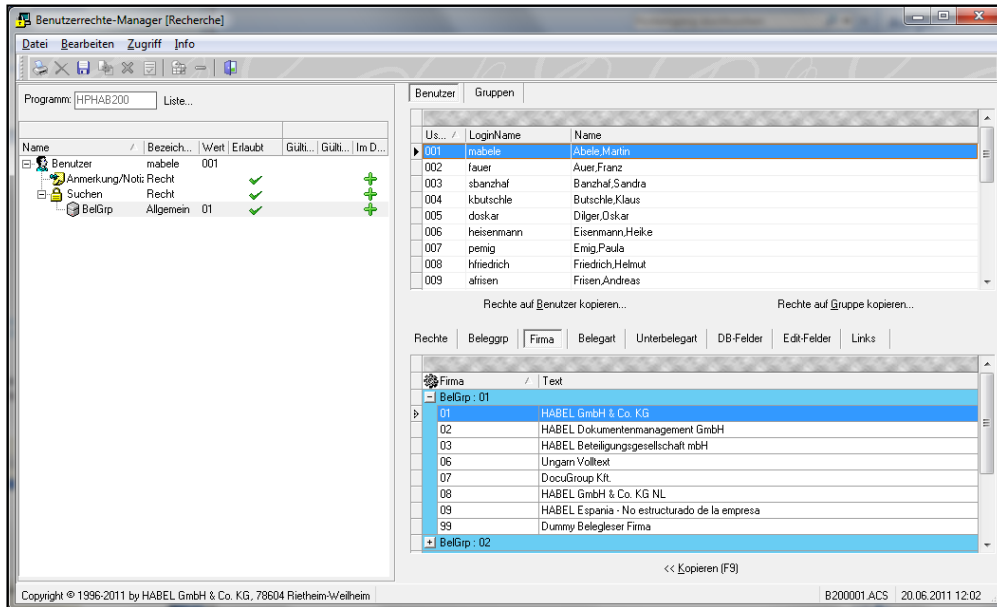 Benutzerrechte-Manager [Recherche]
Datei Bearbeiten Zugriff Info
Programm: HPHAB200 Liste...
Name Bezeich... Wert Erlaubt Gülti... Gülti... Im D...
Benutzer mabele 001
Anmerkung/Noti: Recht
Suchen Recht
BelGrp Allgemein 01
Benutzer Gruppen
Us... LoginName Name
001 mabele Abele,Martin
002 fauer Auer,Franz
003 sbanzhaf Banzhaf,Sandra
004 kbutschle Butschle,Klaus
005 doskar Dilger,Oskar
006 heisenmann Eisenmann,Heike
007 pemig Emig,Paula
008 hfriedrich Friedrich,Helmut
009 afrisen Frisen,Andreas
Rechte auf Benutzer kopieren... Rechte auf Gruppe kopieren...
Rechte Beleggrp Firma Belegart Unterbelegart DB-Felder Edit-Felder Links
Firma Text
BelGrp : 01
01 HABEL GmbH & Co. KG
02 HABEL Dokumentenmanagement GmbH
03 HABEL Beteiligungsgesellschaft mbH
06 Ungarn Volltext
07 DocuGroup Kft.
08 HABEL GmbH & Co. KG NL
09 HABEL Espania - No estructurado de la empresa
99 Dummy Belegleser Firma
BelGrp : 02
<< Kopieren (F9)
Copyright © 1996-2011 by HABEL GmbH & Co. KG, 78604 Rietheim-Weilheim B200001.ACS 20.06.2011 12:02